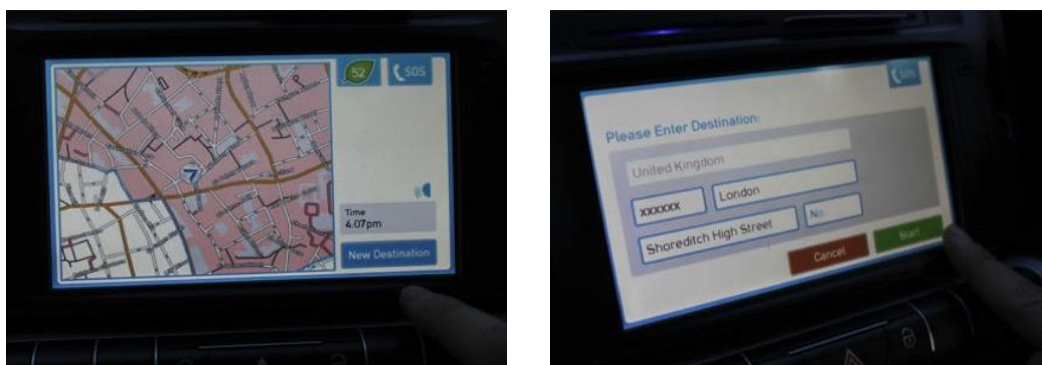 52
SOS
Time
4.07pm
New Destination
SOS
Please Enter Destination:
United Kingdom
xxxxxx London
Shoreditch High Street No.
Cancel Start